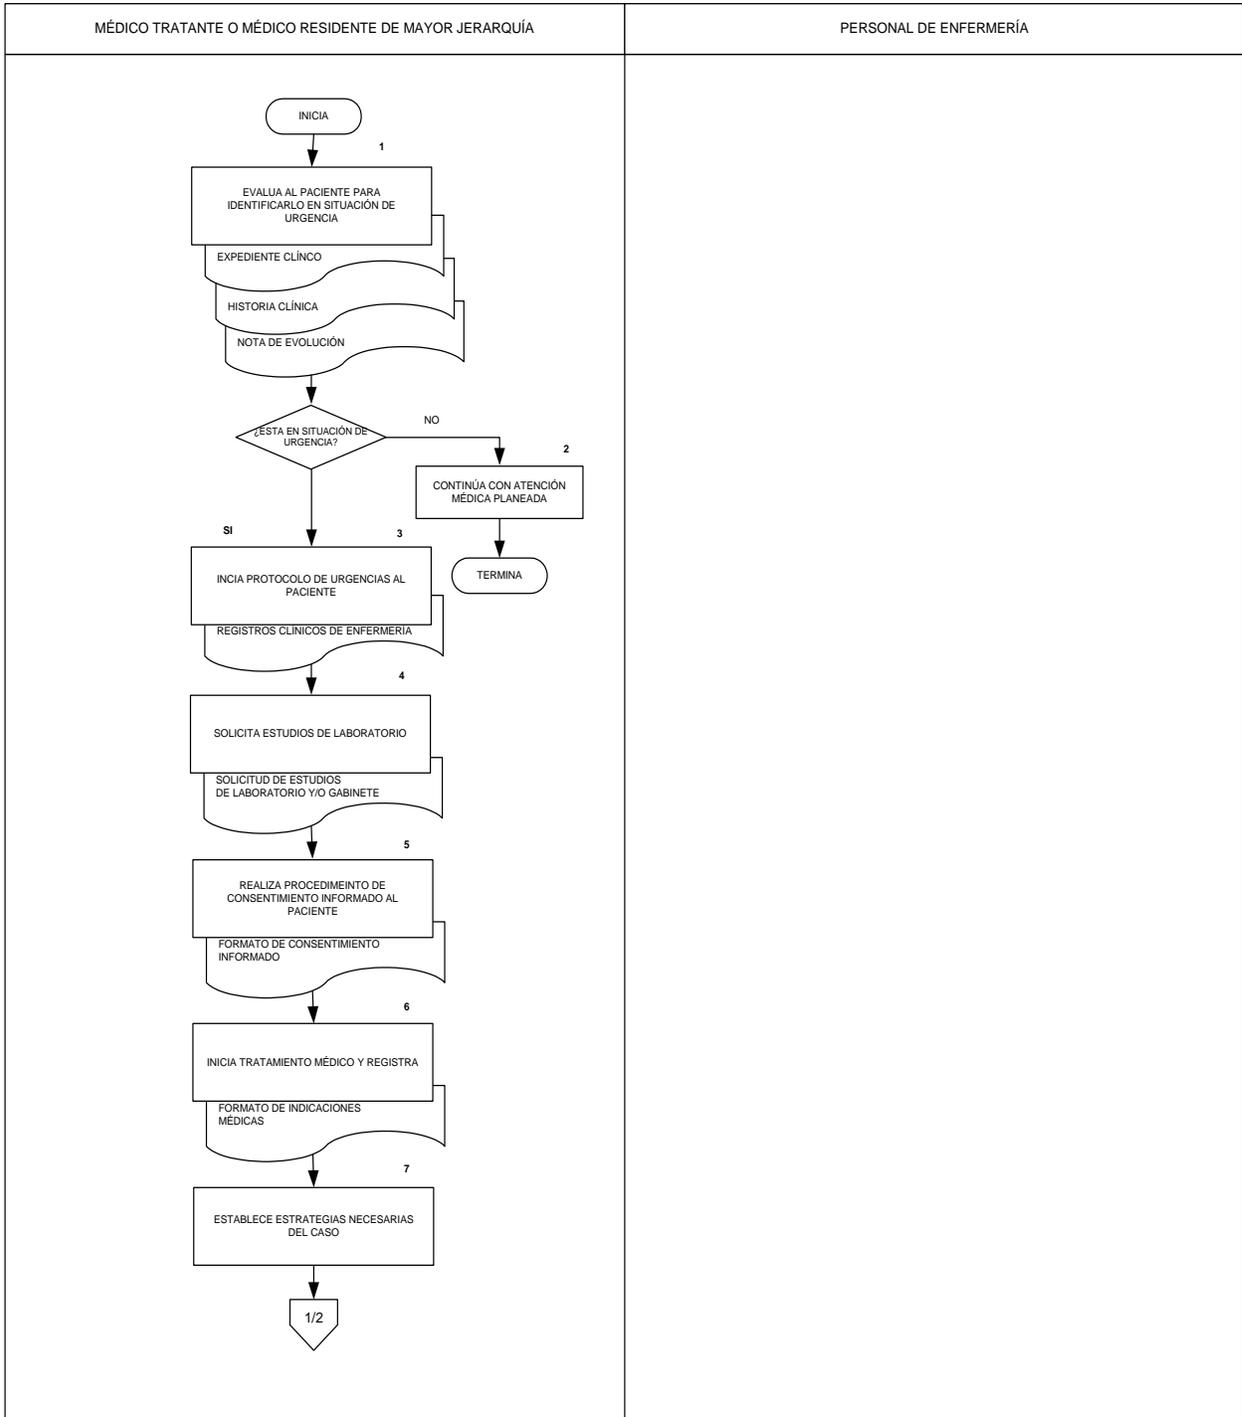 MÉDICO TRATANTE O MÉDICO RESIDENTE DE MAYOR JERARQUÍA
PERSONAL DE ENFERMERÍA
INICIA
1
EVALUA AL PACIENTE PARA
IDENTIFICARLO EN SITUACIÓN DE
URGENCIA
EXPEDIENTE CLÍNCO
HISTORIA CLÍNICA
NOTA DE EVOLUCIÓN
¿ESTA EN SITUACIÓN DE
URGENCIA?
NO
2
CONTINÚA CON ATENCIÓN
MÉDICA PLANEADA
TERMINA
SI
3
INCIA PROTOCOLO DE URGENCIAS AL
PACIENTE
REGISTROS CLÍNICOS DE ENFERMERÍA
4
SOLICITA ESTUDIOS DE LABORATORIO
SOLICITUD DE ESTUDIOS
DE LABORATORIO Y/O GABINETE
5
REALIZA PROCEDIMEINTO DE
CONSENTIMIENTO INFORMADO AL
PACIENTE
FORMATO DE CONSENTIMIENTO
INFORMADO
6
INICIA TRATAMIENTO MÉDICO Y REGISTRA
FORMATO DE INDICACIONES
MÉDICAS
7
ESTABLECE ESTRATEGIAS NECESARIAS
DEL CASO
1/2